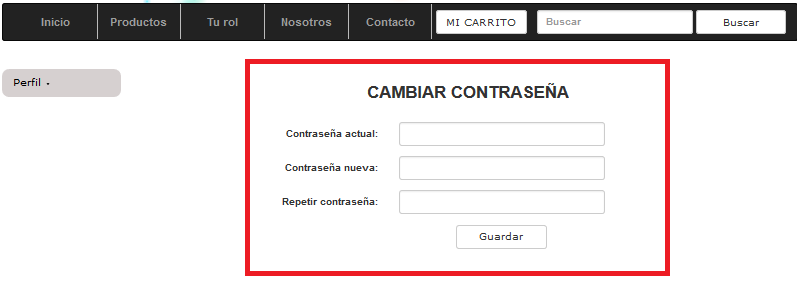 Inicio Productos Tu rol Nosotros Contacto MI CARRITO Buscar Buscar
Perfil
CAMBIAR CONTRASEÑA
Contraseña actual:
Contraseña nueva:
Repetir contraseña:
Guardar